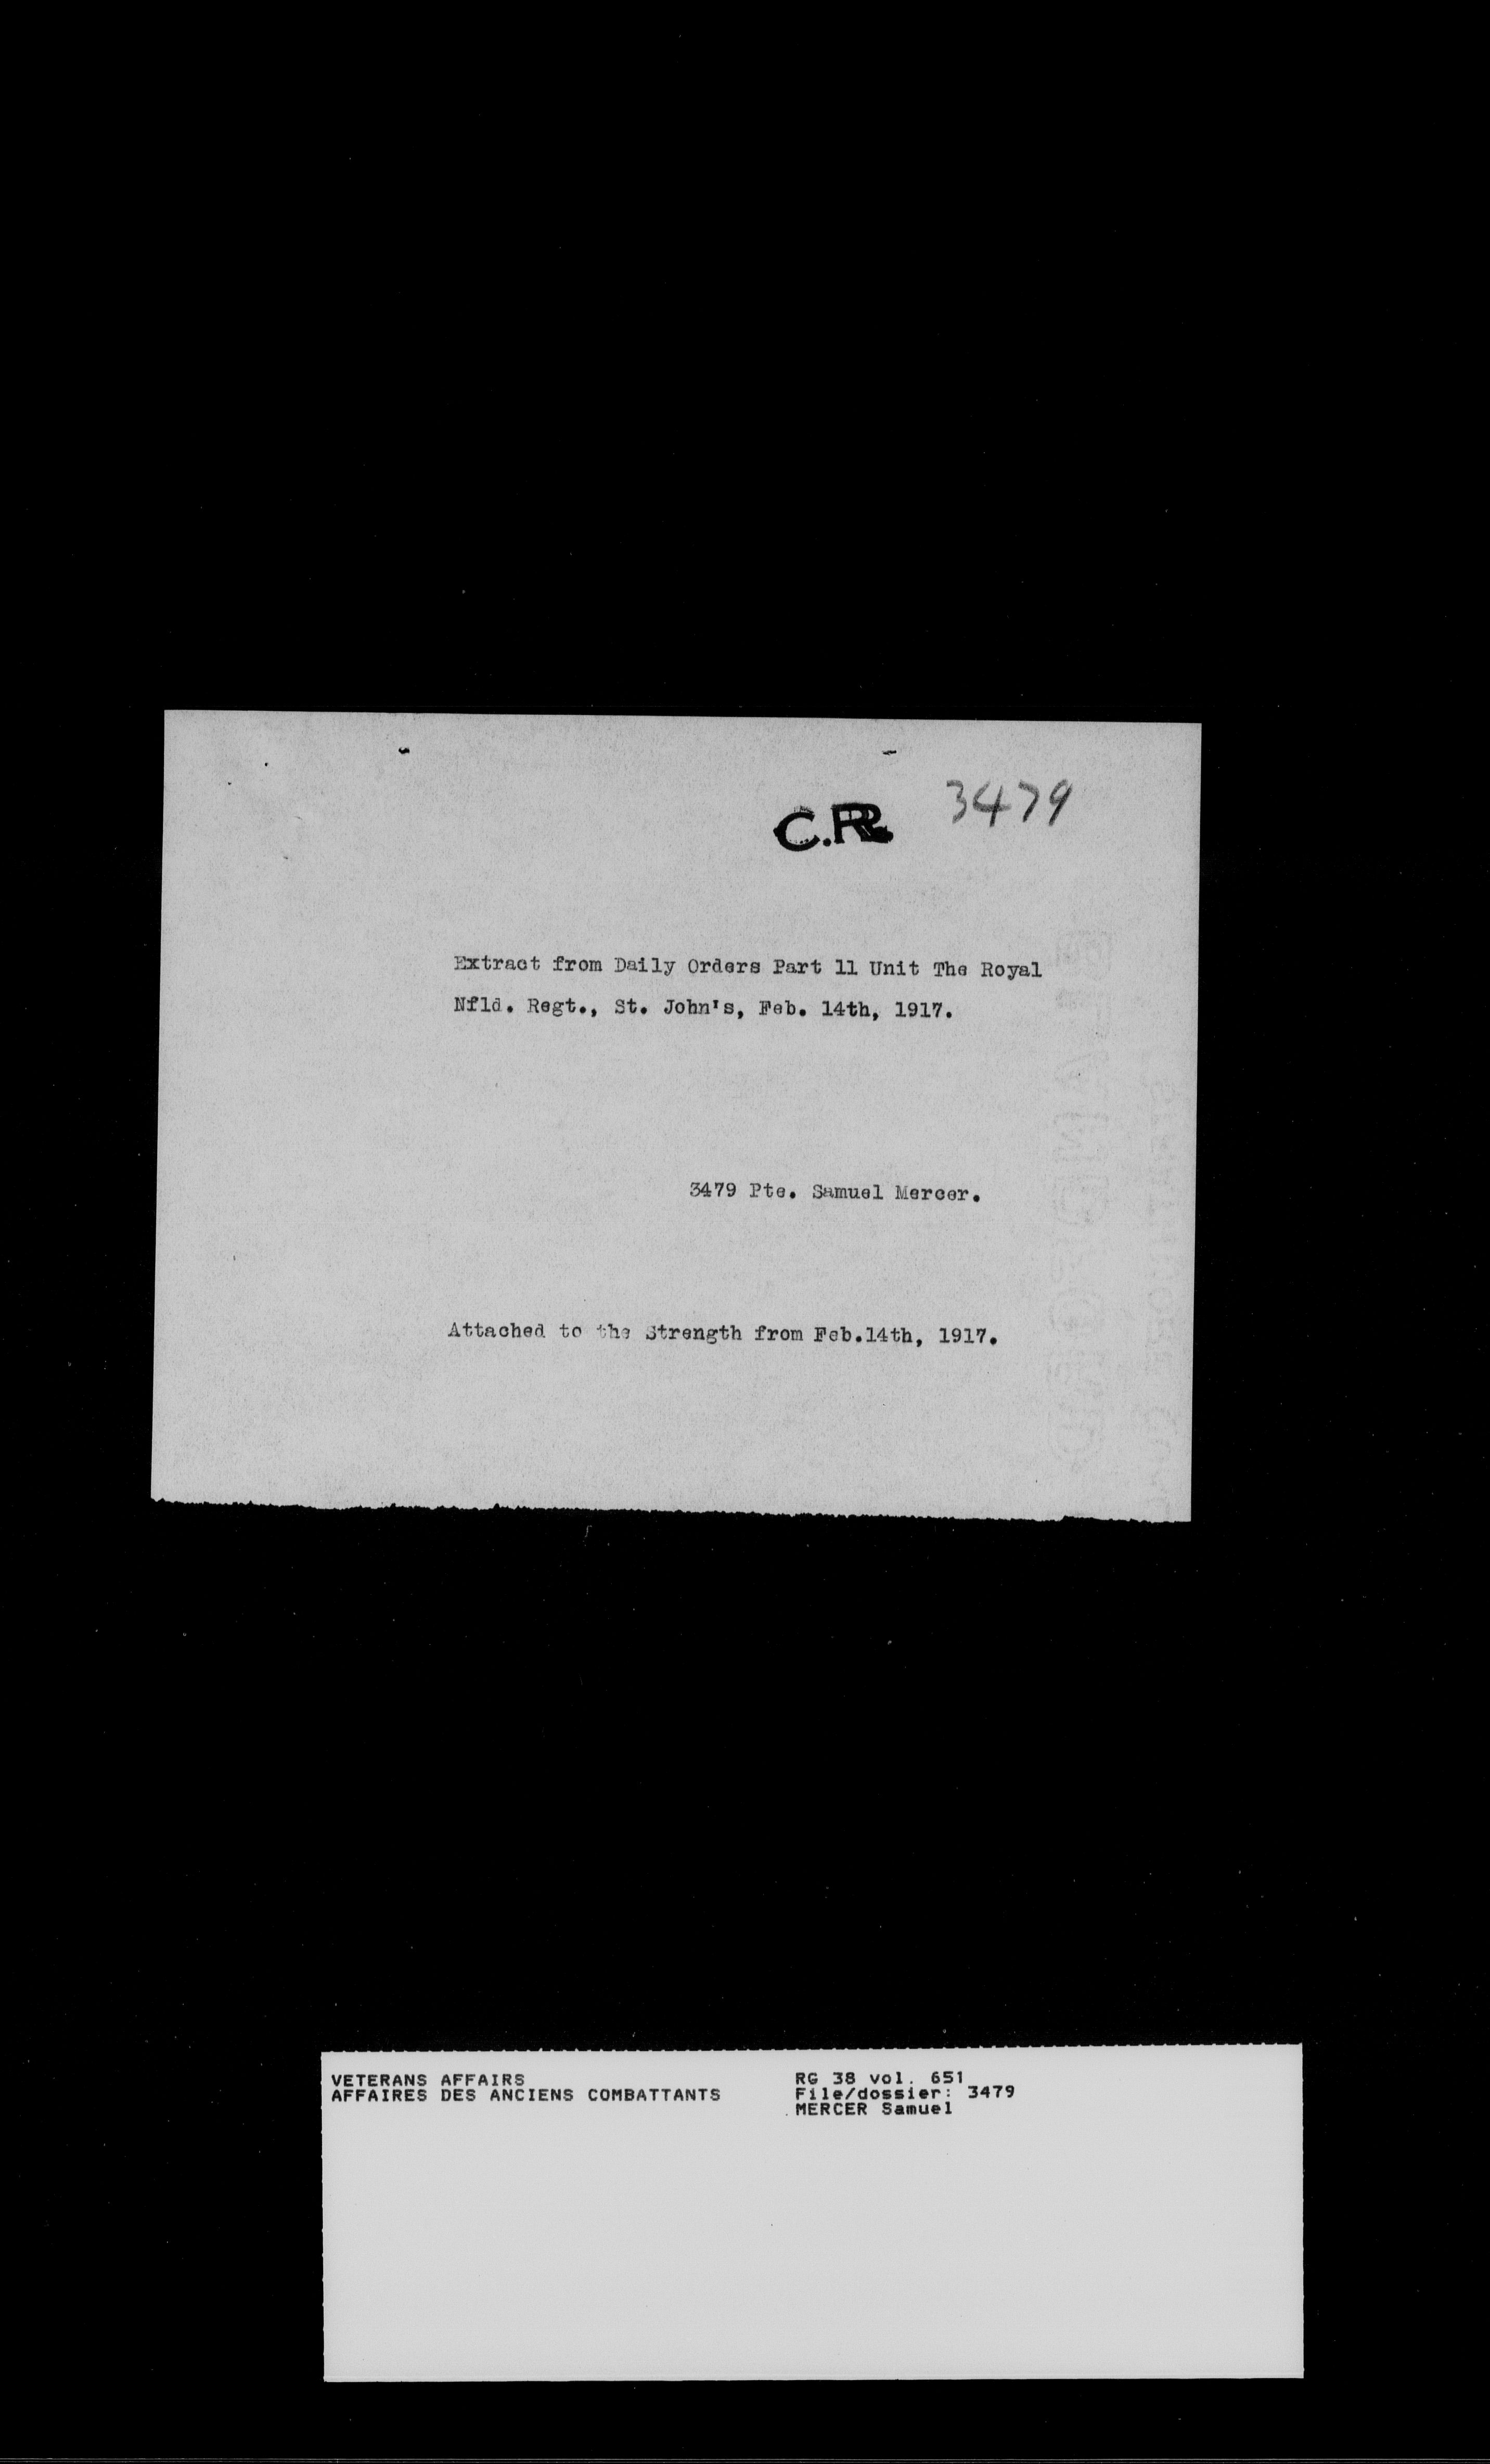 C.R. 3479
Extract from Daily Orders Part 11 Unit The Royal
Nfld. Regt., St. John's, Feb. 14th, 1917.
3479 Pte. Samuel Mercer.
Attached to the Strength from Feb.14th, 1917.
VETERANS AFFAIRS
AFFAIRES DES ANCIENS COMBATTANTS
RG 38 vol. 651
File/dossier: 3479
MERCER Samuel